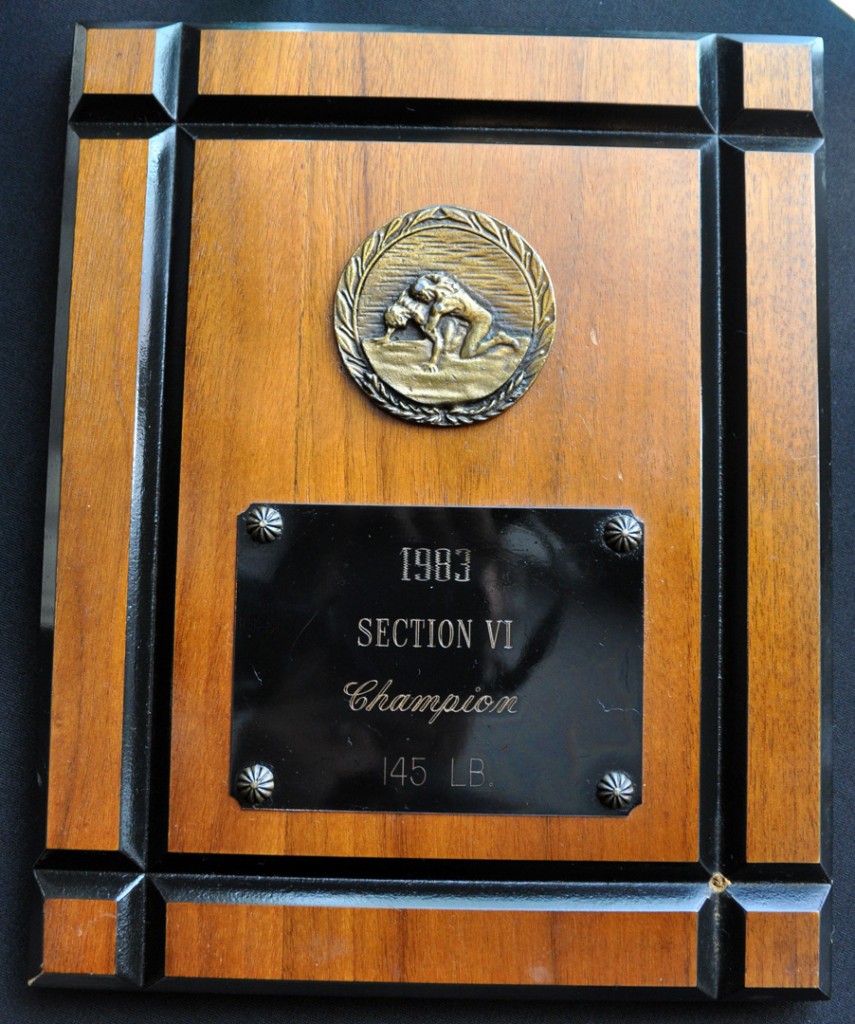 1983
SECTION VI
Champion
145 LB.